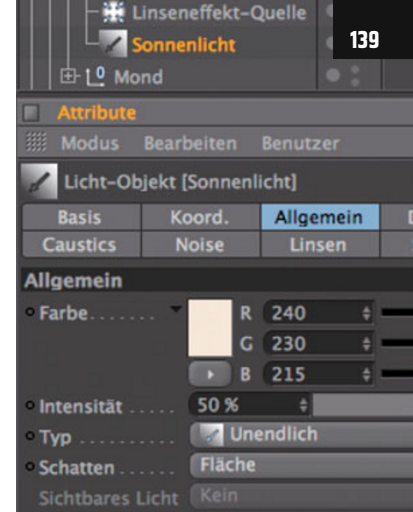 Linseneffekt-Quelle
Sonnenlicht
139
Mond
Attribute
Modus Bearbeiten Benutzer
Licht-Objekt [Sonnenlicht]
Basis Koord. Allgemein
Caustics Noise Linsen
Allgemein
Farbe....... R 240
G 230
B 215
Intensität ..... 50 %
Typ .......... Unendlich
Schatten ...... Fläche
Sichtbares Licht Kein